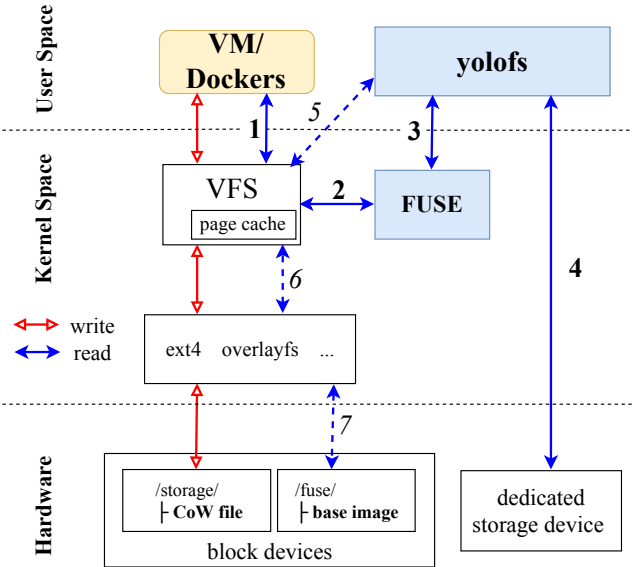 User Space
VM/
Dockers
yolofs
5
1
3
Kernel Space
VFS
page cache
2
FUSE
4
6
write
read
ext4 overlayfs ...
7
Hardware
/storage/
├ CoW file
/fuse/
├ base image
block devices
dedicated
storage device